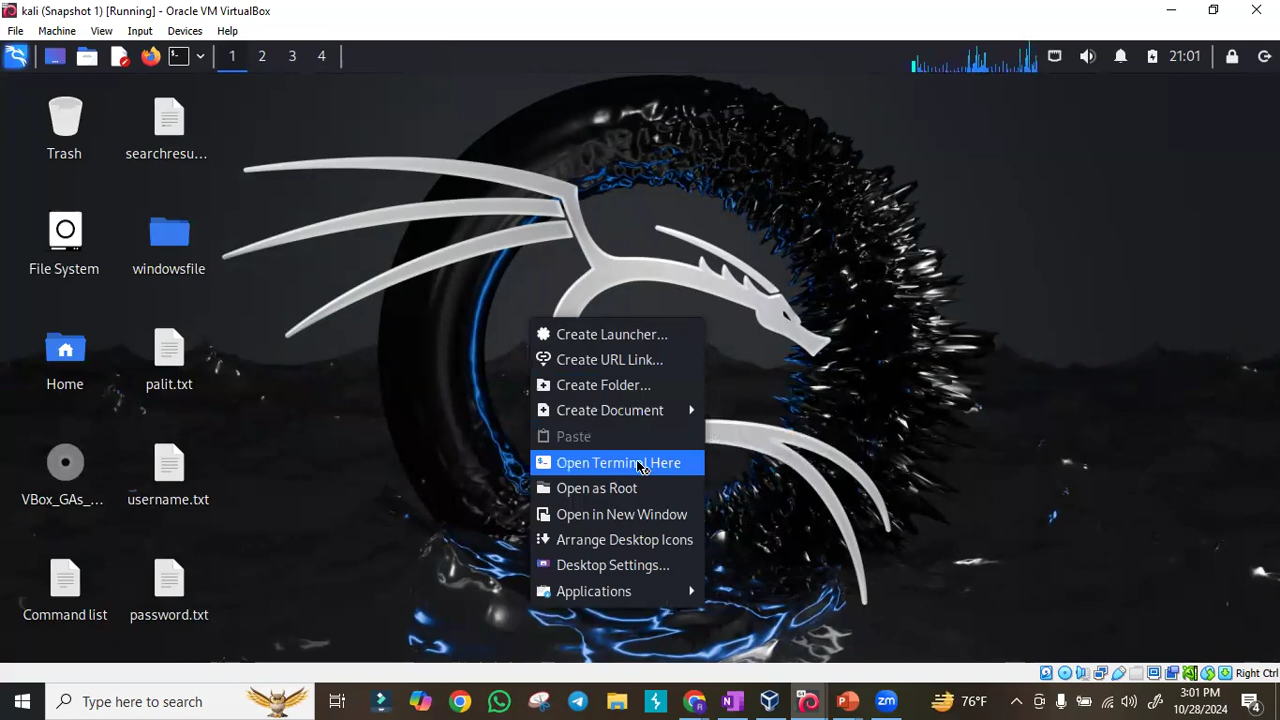 kali (Snapshot 1) [Running] - Oracle VM VirtualBox
File Machine View Input Devices Help
1 2 3 4
21:01
Trash
searchresu...
File System
windowsfile
Home
palit.txt
VBox_GAs_...
username.txt
Command list
password.txt
Create Launcher...
Create URL Link...
Create Folder...
Create Document
Paste
Open Terminal Here
Open as Root
Open in New Window
Arrange Desktop Icons
Desktop Settings...
Applications
Right Ctrl
Type here to search
76°F
3:01 PM
10/28/2024
4